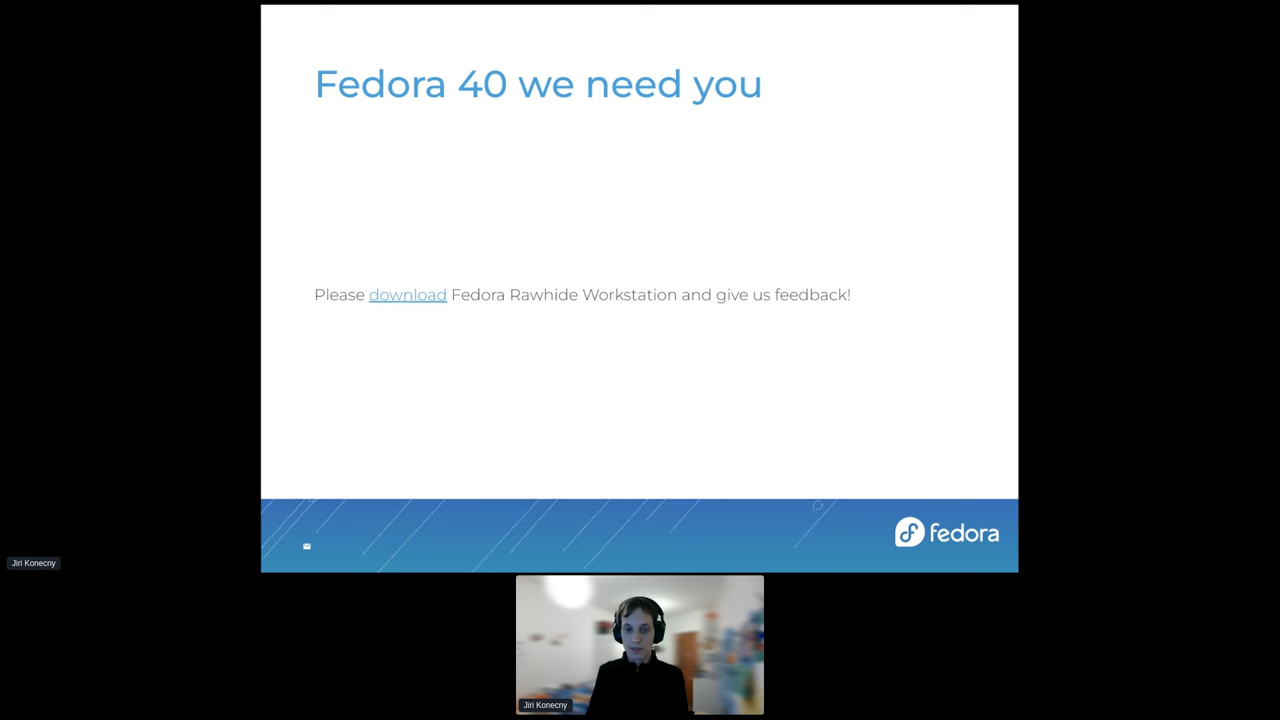 Fedora 40 we need you
Please download Fedora Rawhide Workstation and give us feedback!
fedora
Jiri Konecny
Jiri Konecny